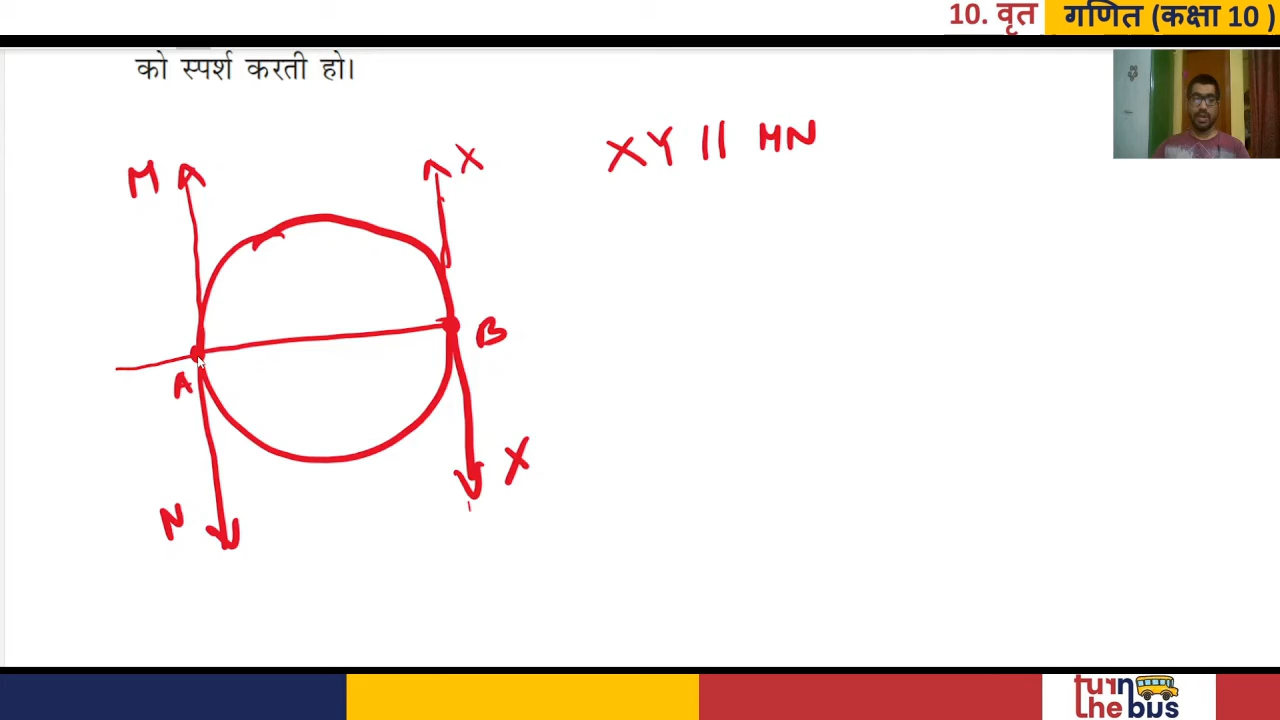 10. वृत गणित (कक्षा 10 )
को स्पर्श करती हो।
XY || MN
M X
B
A
X
N
turn
the bus